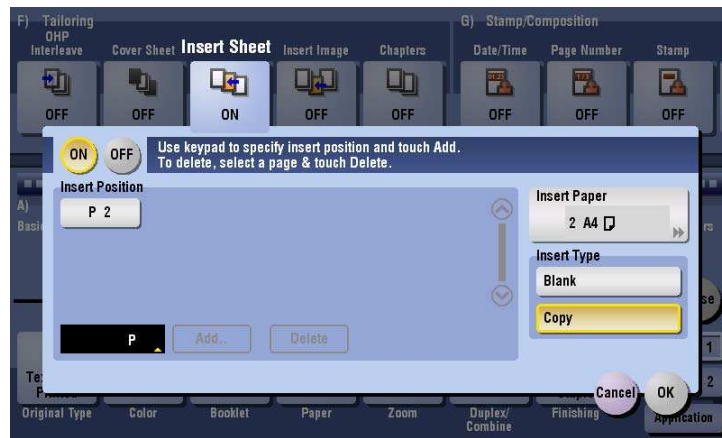 F) Tailoring
G) Stamp/Composition
OHP
Interleave
Cover Sheet
Insert Sheet
Insert Image
Chapters
Date/Time
Page Number
Stamp
OFF
OFF
ON
OFF
OFF
OFF
OFF
OFF
ON
OFF
Use keypad to specify insert position and touch Add.
To delete, select a page & touch Delete.
Insert Position
P 2
Insert Paper
2 A4
Insert Type
Blank
Copy
P
Add..
Delete
A)
Cancel
OK
1
2
Original Type
Color
Booklet
Paper
Zoom
Duplex/
Combine
Finishing
Application